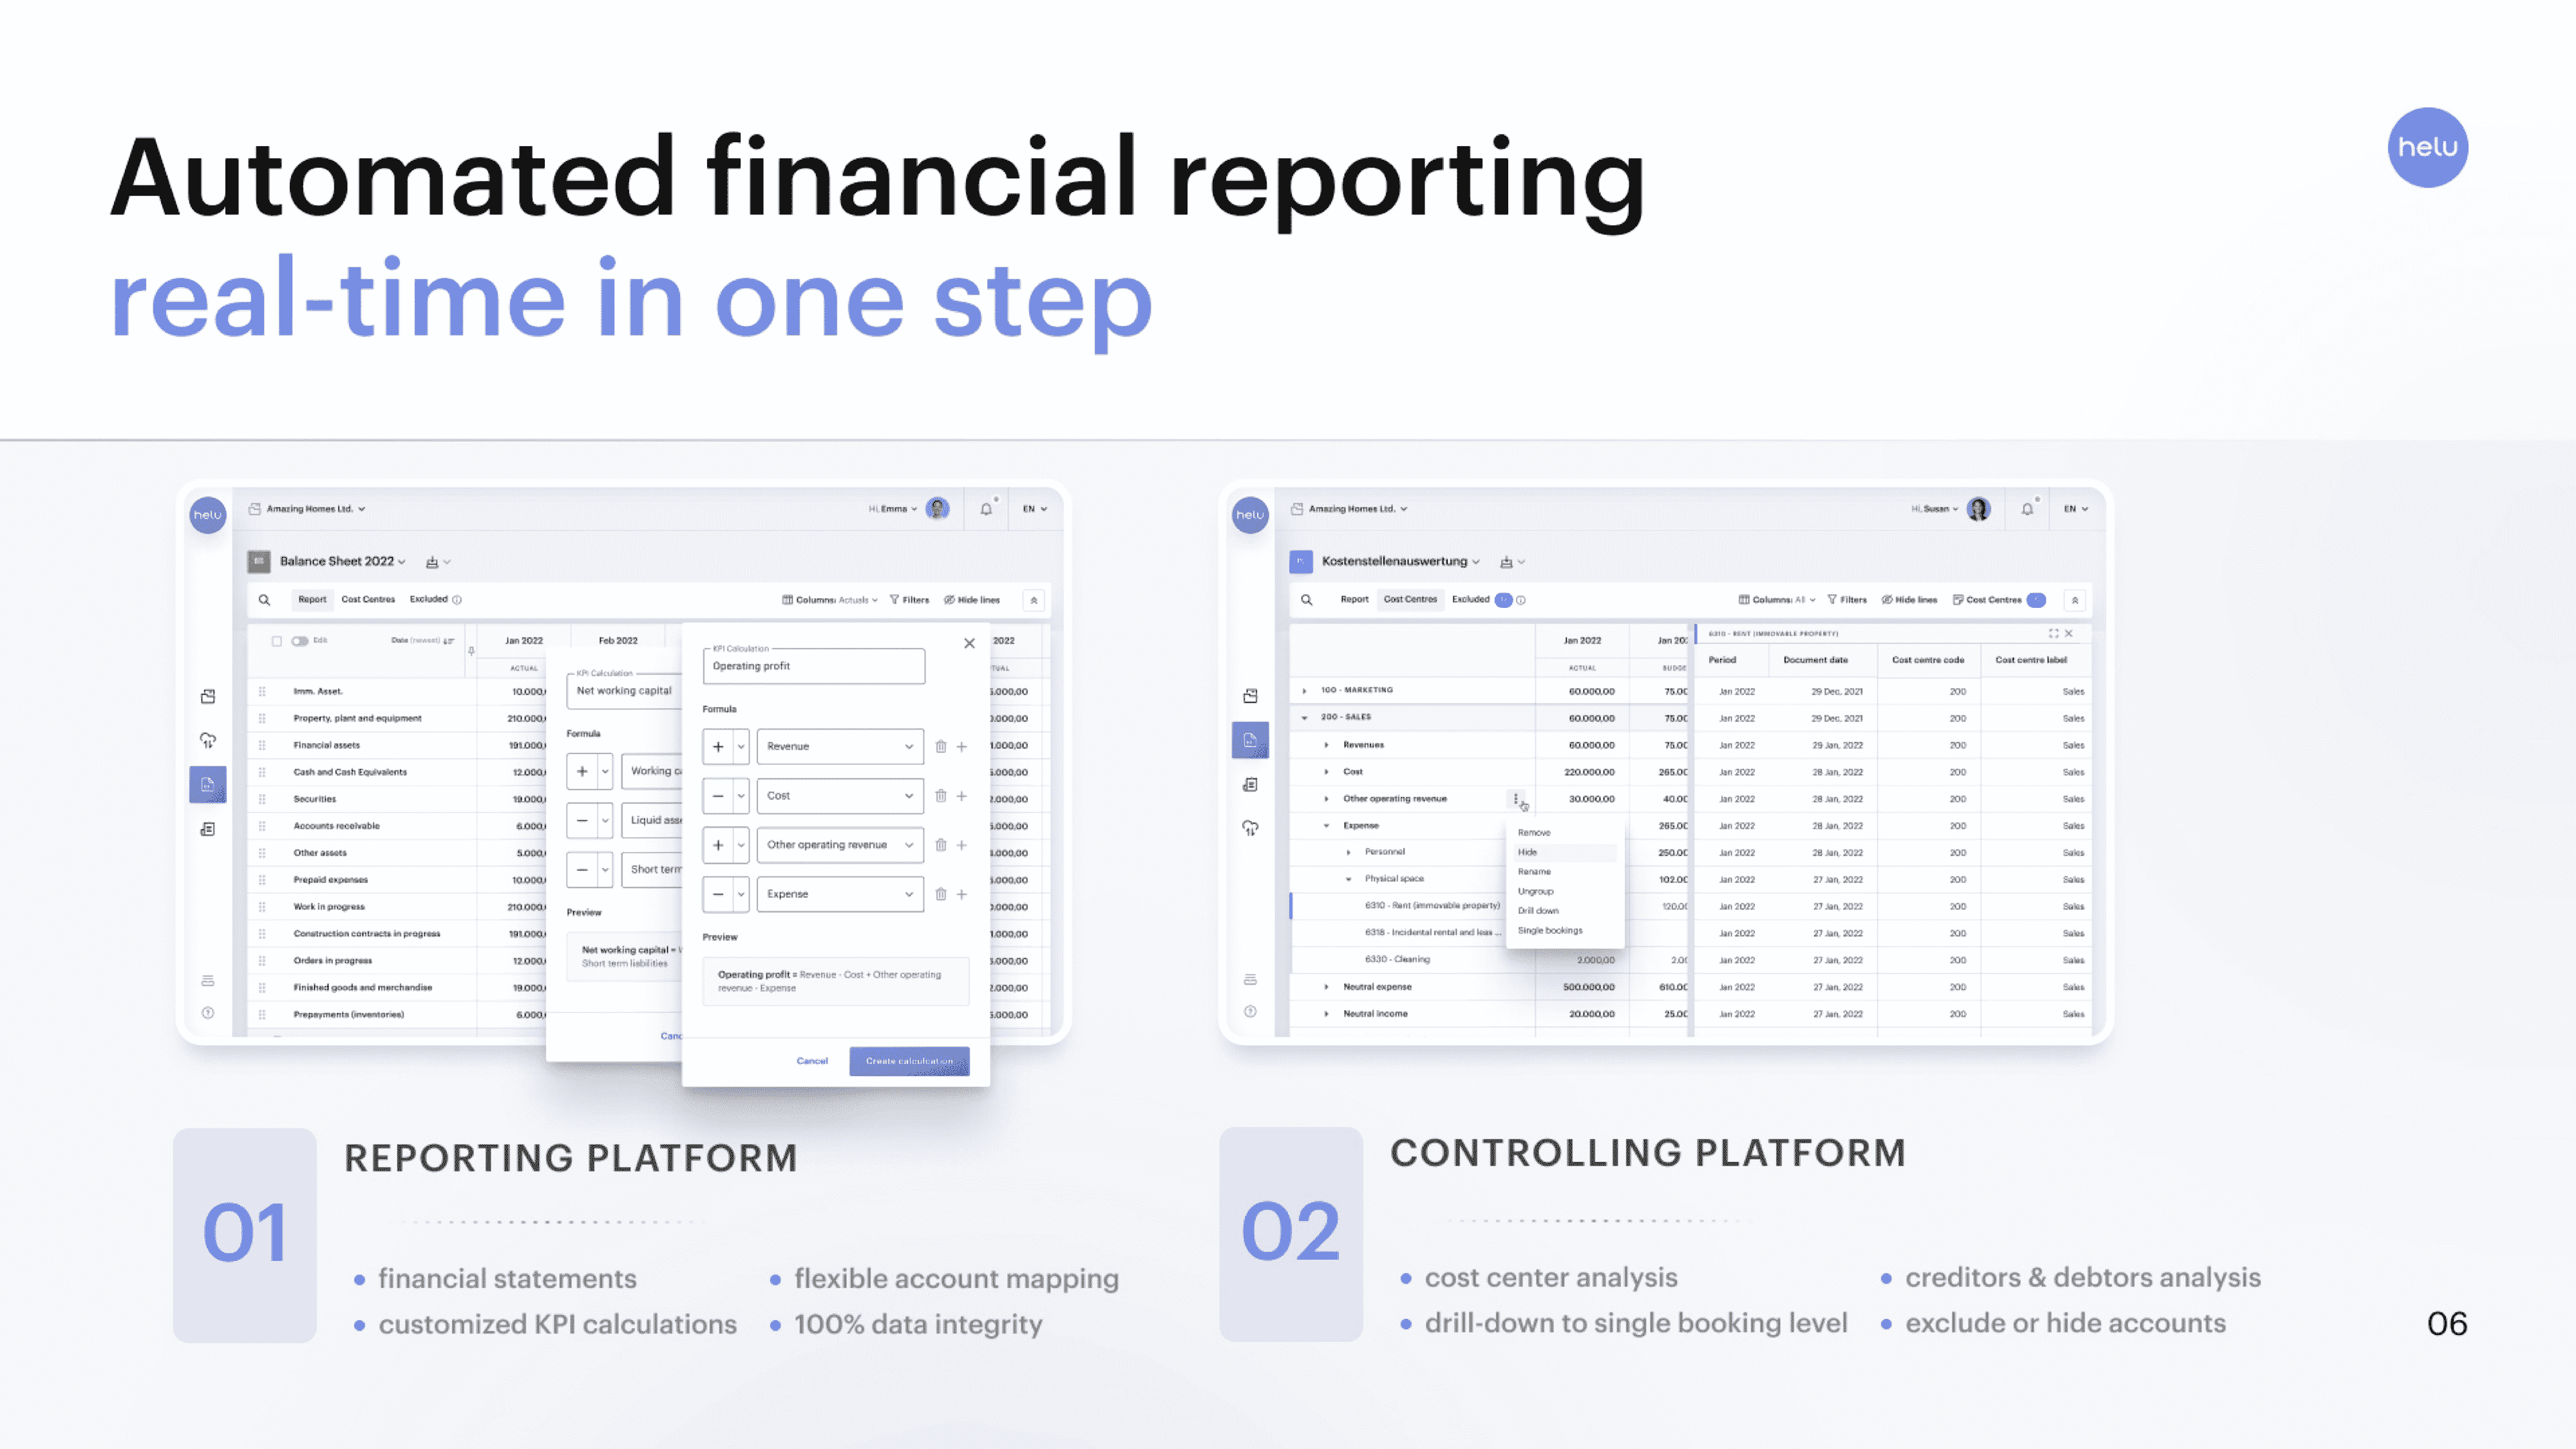 Automated financial reporting
real-time in one step
helu
helu
Amazing Homes Ltd.
Hi, Emma
EN
Balance Sheet 2022
Report Cost Centres Excluded
Columns: Actuals Filters Hide lines
Edit Date (newest) Jan 2022 Feb 2022 2022
ACTUAL
Imm. Asset. 10.000,
Property, plant and equipment 210.000,
Financial assets 191.000,
Cash and Cash Equivalents 12.000,
Securities 19.000,
Accounts receivable 6.000,
Other assets 5.000,
Prepaid expenses 10.000,
Work in progress 210.000,
Construction contracts in progress 191.000,
Orders in progress 12.000,
Finished goods and merchandise 19.000,
Prepayments (inventories) 6.000,
KPI Calculation
Net working capital
Formula
+ Working c
− Liquid ass
− Short term
Preview
Net working capital =
Short term liabilities
Canc
KPI Calculation
Operating profit
Formula
+ Revenue
− Cost
+ Other operating revenue
− Expense
Preview
Operating profit = Revenue - Cost + Other operating
revenue - Expense
Cancel Create calculcation
helu
Amazing Homes Ltd.
Hi, Susan
EN
Kostenstellenauswertung
Report Cost Centres Excluded
Columns: All Filters Hide lines Cost Centres
Jan 2022 Jan 20
ACTUAL BUDGE
100 - MARKETING 60.000,00 75.00
200 - SALES 60.000,00 75.00
Revenues 60.000,00 75.00
Cost 220.000,00 265.00
Other operating revenue 30.000,00 40.00
Expense 265.00
Personnel 250.00
Physical space 102.00
6310 - Rent (immovable property) 120.00
6318 - Incidental rental and leas ...
6330 - Cleaning 2.000,00 2.00
Neutral expense 500.000,00 610.00
Neutral income 20.000,00 25.00
Remove
Hide
Rename
Ungroup
Drill down
Single bookings
6310 - RENT (IMMOVABLE PROPERTY)
Period Document date Cost centre code Cost centre label
Jan 2022 29 Dec, 2021 200 Sales
Jan 2022 29 Dec, 2021 200 Sales
Jan 2022 29 Jan, 2022 200 Sales
Jan 2022 28 Jan, 2022 200 Sales
Jan 2022 28 Jan, 2022 200 Sales
Jan 2022 28 Jan, 2022 200 Sales
Jan 2022 28 Jan, 2022 200 Sales
Jan 2022 27 Jan, 2022 200 Sales
Jan 2022 27 Jan, 2022 200 Sales
Jan 2022 27 Jan, 2022 200 Sales
Jan 2022 27 Jan, 2022 200 Sales
Jan 2022 27 Jan, 2022 200 Sales
Jan 2022 27 Jan, 2022 200 Sales
01
REPORTING PLATFORM
• financial statements
• customized KPI calculations
• flexible account mapping
• 100% data integrity
02
CONTROLLING PLATFORM
• cost center analysis
• drill-down to single booking level
• creditors & debtors analysis
• exclude or hide accounts
06